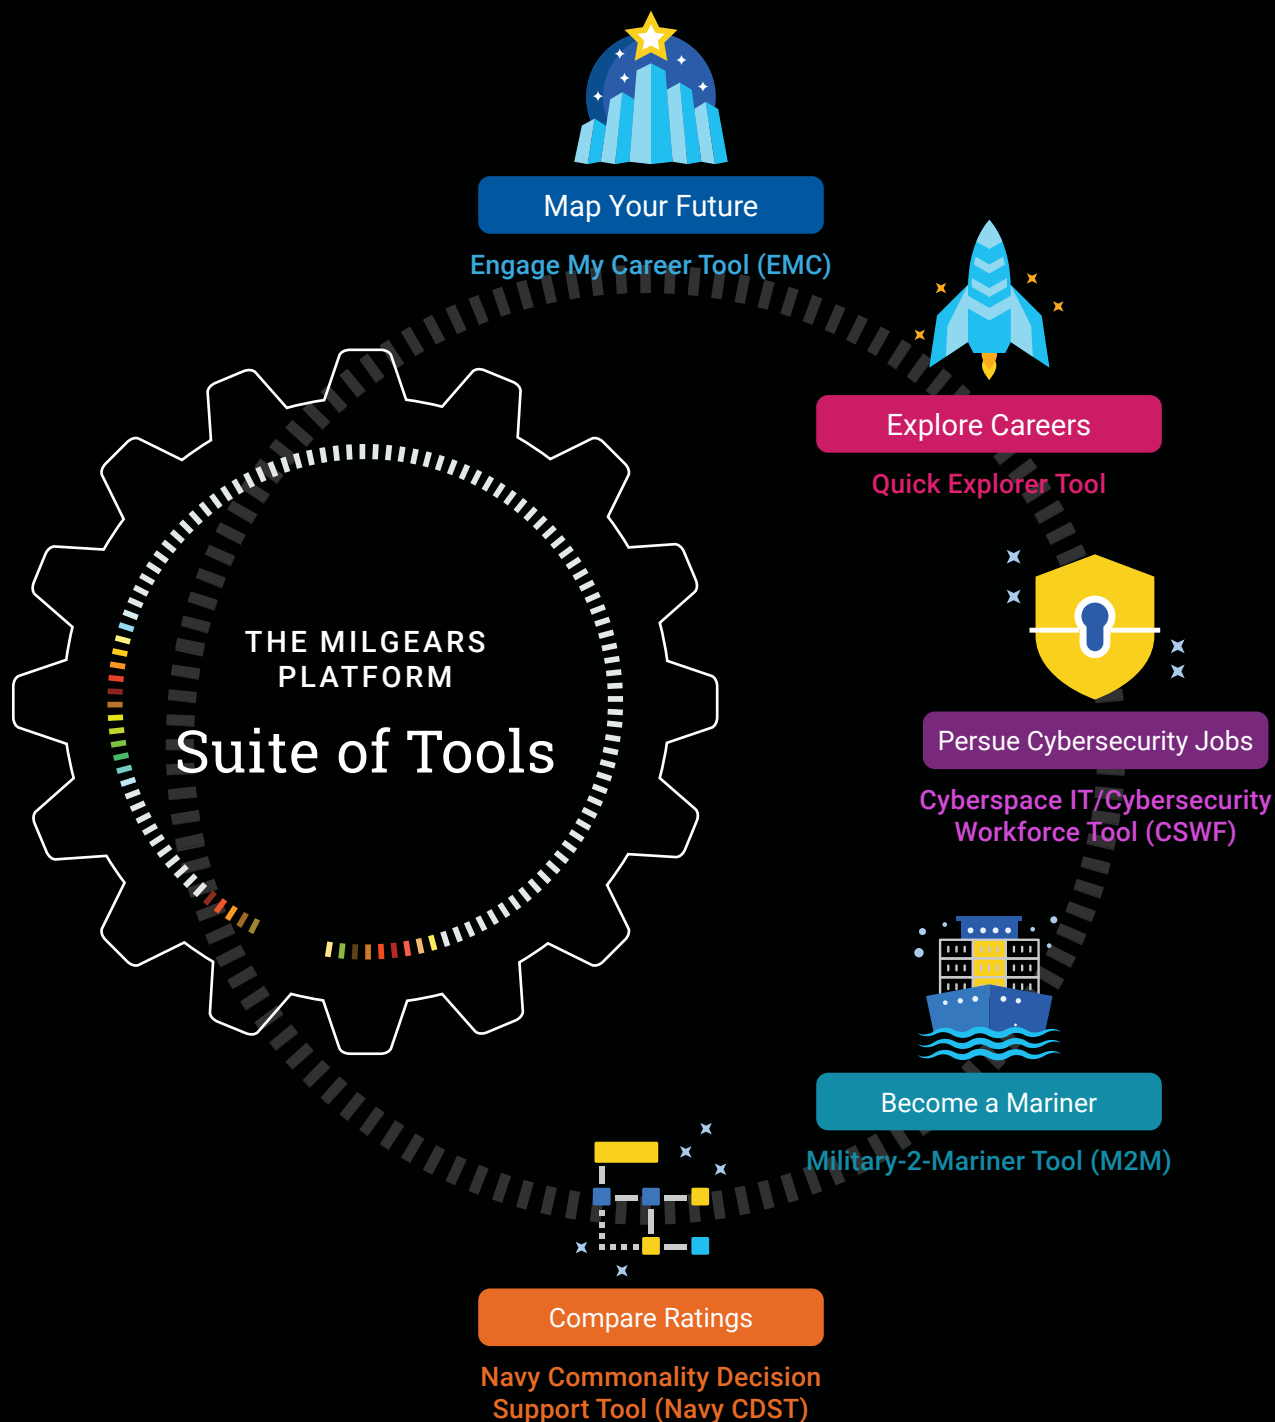 Map Your Future
Engage My Career Tool (EMC)
Explore Careers
Quick Explorer Tool
THE MILGEARS
PLATFORM
Suite of Tools
Persue Cybersecurity Jobs
Cyberspace IT/Cybersecurity
Workforce Tool (CSWF)
Become a Mariner
Military-2-Mariner Tool (M2M)
Compare Ratings
Navy Commonality Decision
Support Tool (Navy CDST)